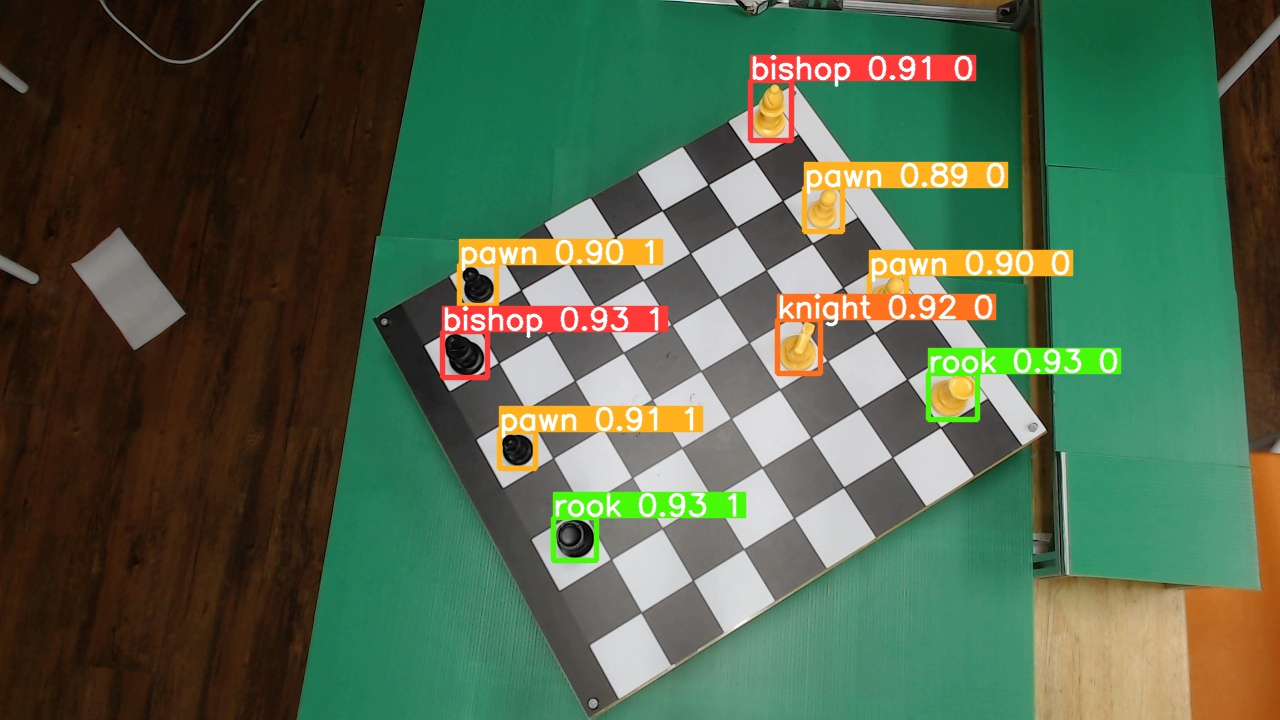 bishop 0.91 0
pawn 0.89 0
pawn 0.90 1
pawn 0.90 0
bishop 0.93 1
knight 0.92 0
rook 0.93 0
pawn 0.91 1
rook 0.93 1